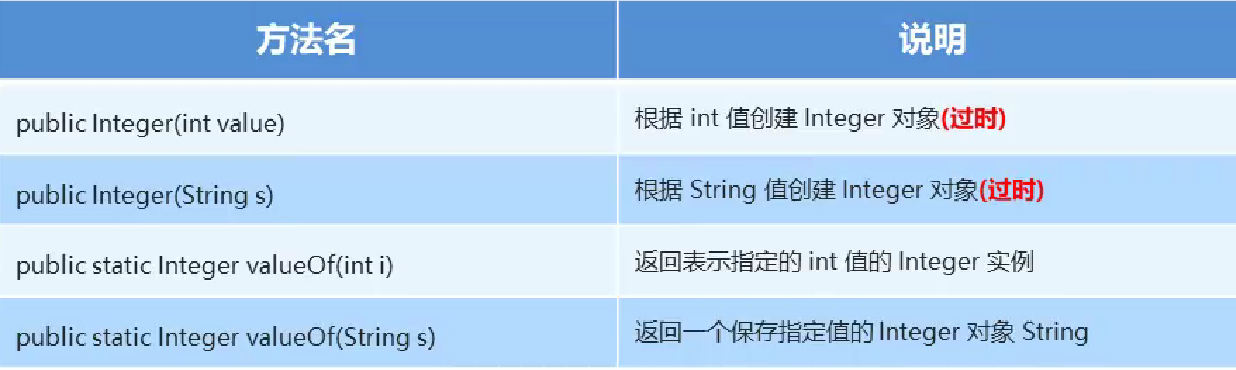 方法名 说明
public Integer(int value) 根据 int 值创建 Integer 对象(过时)
public Integer(String s) 根据 String 值创建 Integer 对象(过时)
public static Integer valueOf(int i) 返回表示指定的 int 值的 Integer 实例
public static Integer valueOf(String s) 返回一个保存指定值的 Integer 对象 String